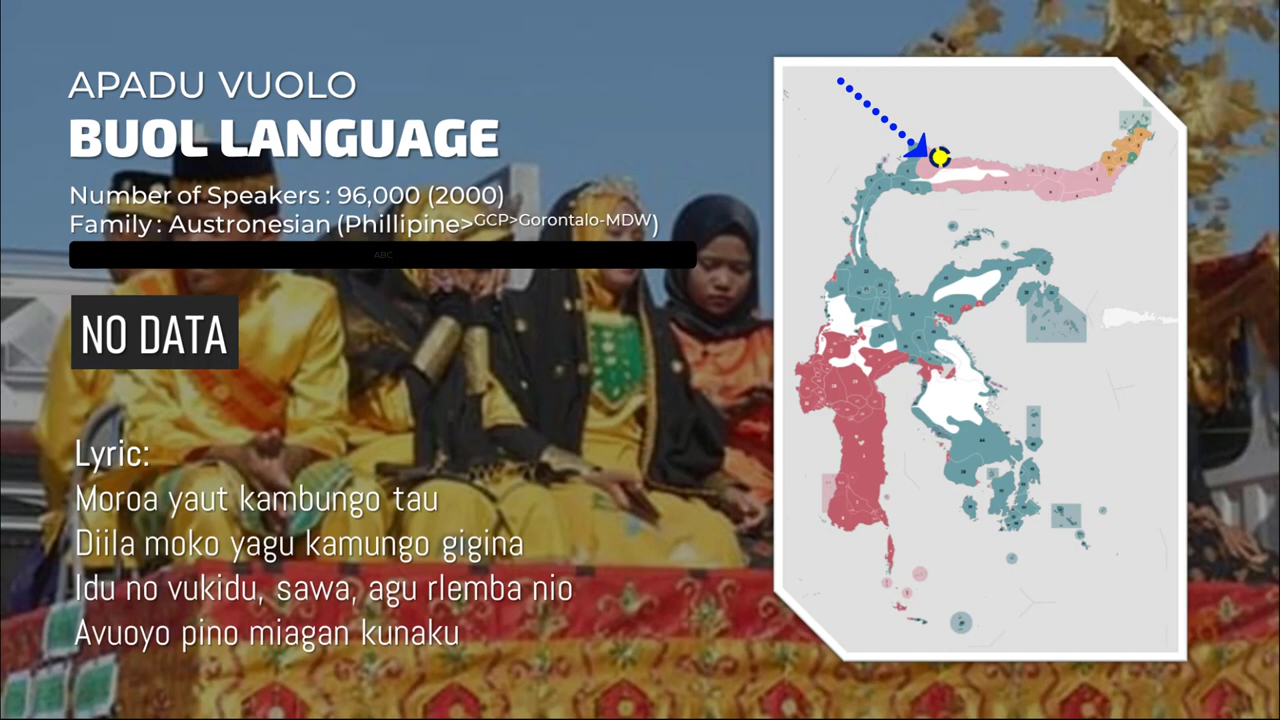 APADU VUOLO
BUOL LANGUAGE
Number of Speakers : 96,000 (2000)
Family : Austronesian (Phillipine>GCP>Gorontalo-MDW)
ABC
NO DATA
Lyric:
Moroa yaut kambungo tau
Diila moko yagu kamungo gigina
Idu no vukidu, sawa, agu rlemba nio
Avuoyo pino miagan kunaku